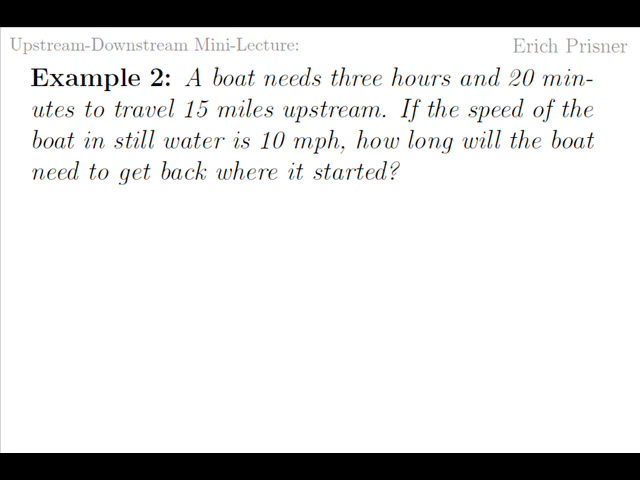 Upstream-Downstream Mini-Lecture:
Erich Prisner
Example 2: A boat needs three hours and 20 min-
utes to travel 15 miles upstream. If the speed of the
boat in still water is 10 mph, how long will the boat
need to get back where it started?